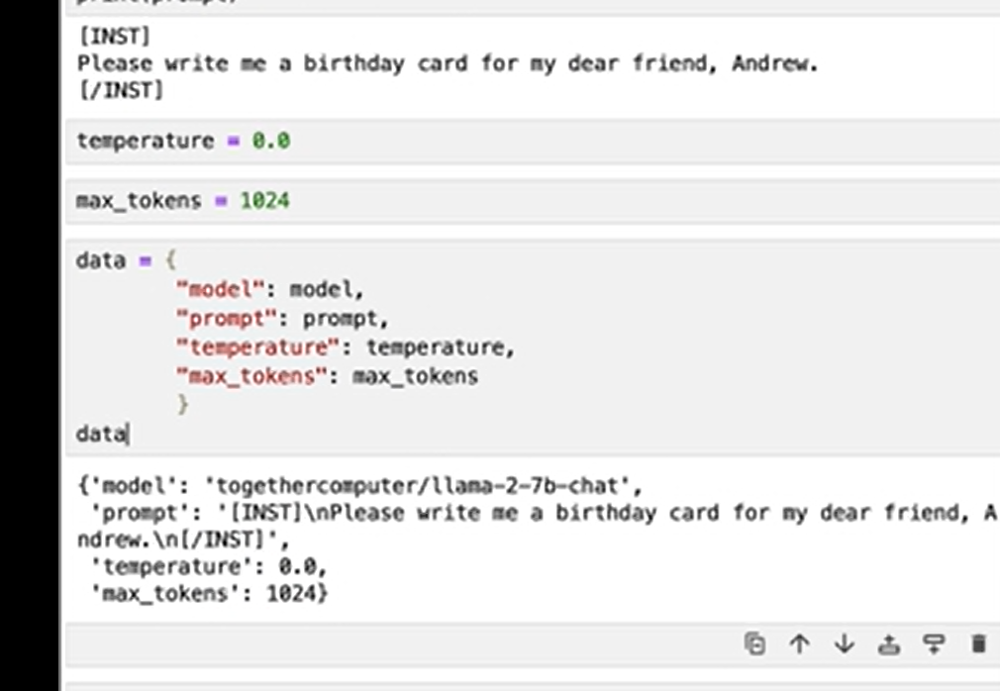 print(prompt)
[INST]
Please write me a birthday card for my dear friend, Andrew.
[/INST]
temperature = 0.0
max_tokens = 1024
data = {
"model": model,
"prompt": prompt,
"temperature": temperature,
"max_tokens": max_tokens
}
data
{'model': 'togethercomputer/llama-2-7b-chat',
'prompt': '[INST]\nPlease write me a birthday card for my dear friend, A
ndrew.\n[/INST]',
'temperature': 0.0,
'max_tokens': 1024}